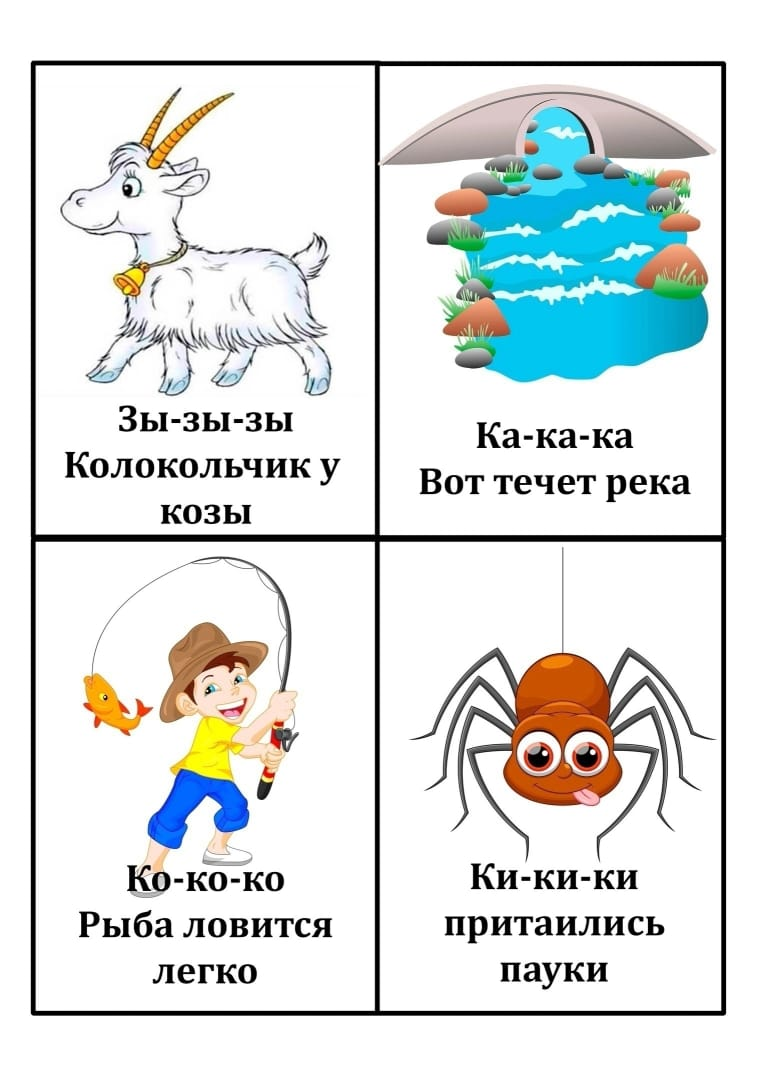 Зы-зы-зы
Колокольчик у
козы
Ка-ка-ка
Вот течет река
Ко-ко-ко
Рыба ловится
легко
Ки-ки-ки
притаились
пауки